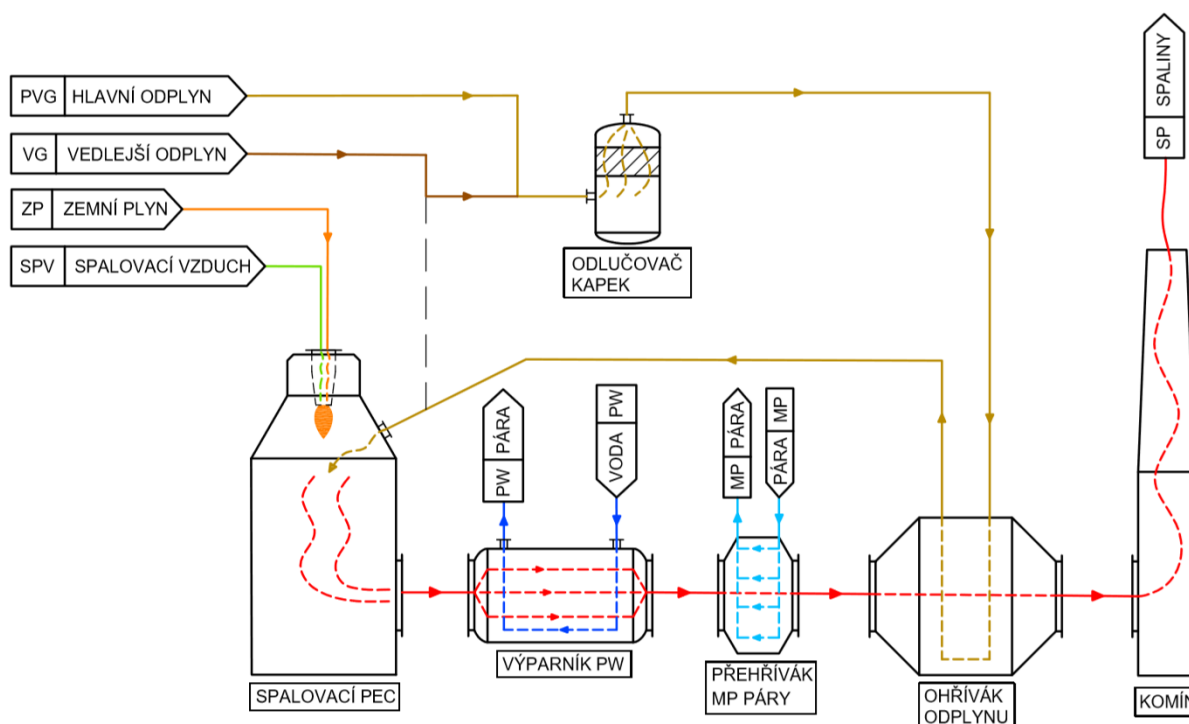 PVG HLAVNÍ ODPLYN
VG VEDLEJŠÍ ODPLYN
ZP ZEMNÍ PLYN
SPV SPALOVACÍ VZDUCH
ODLUČOVAČ
KAPEK
SP SPALINY
PW PÁRA
VODA PW
MP PÁRA
PÁRA MP
SPALOVACÍ PEC
VÝPARNÍK PW
PŘEHŘÍVÁK
MP PÁRY
OHŘÍVÁK
ODPLYNU
KOMÍN